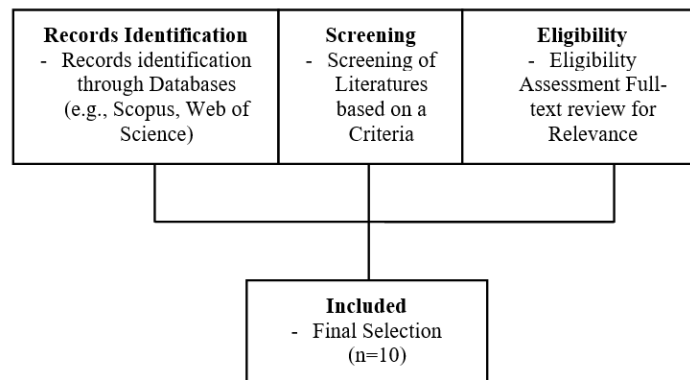 Records Identification
- Records identification
through Databases
(e.g., Scopus, Web of
Science)
Screening
- Screening of
Literatures
based on a
Criteria
Eligibility
- Eligibility
Assessment Full-
text review for
Relevance
Included
- Final Selection
(n=10)